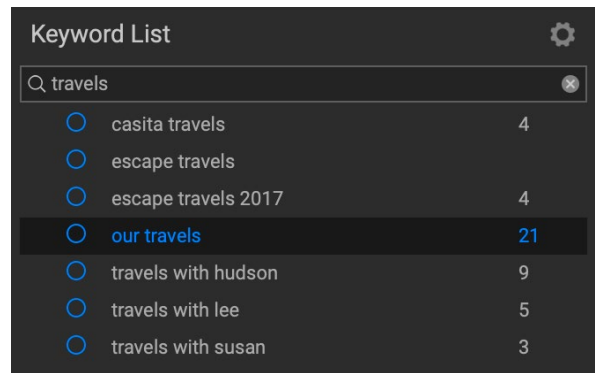 Keyword List
travels
casita travels 4
escape travels
escape travels 2017 4
our travels 21
travels with hudson 9
travels with lee 5
travels with susan 3